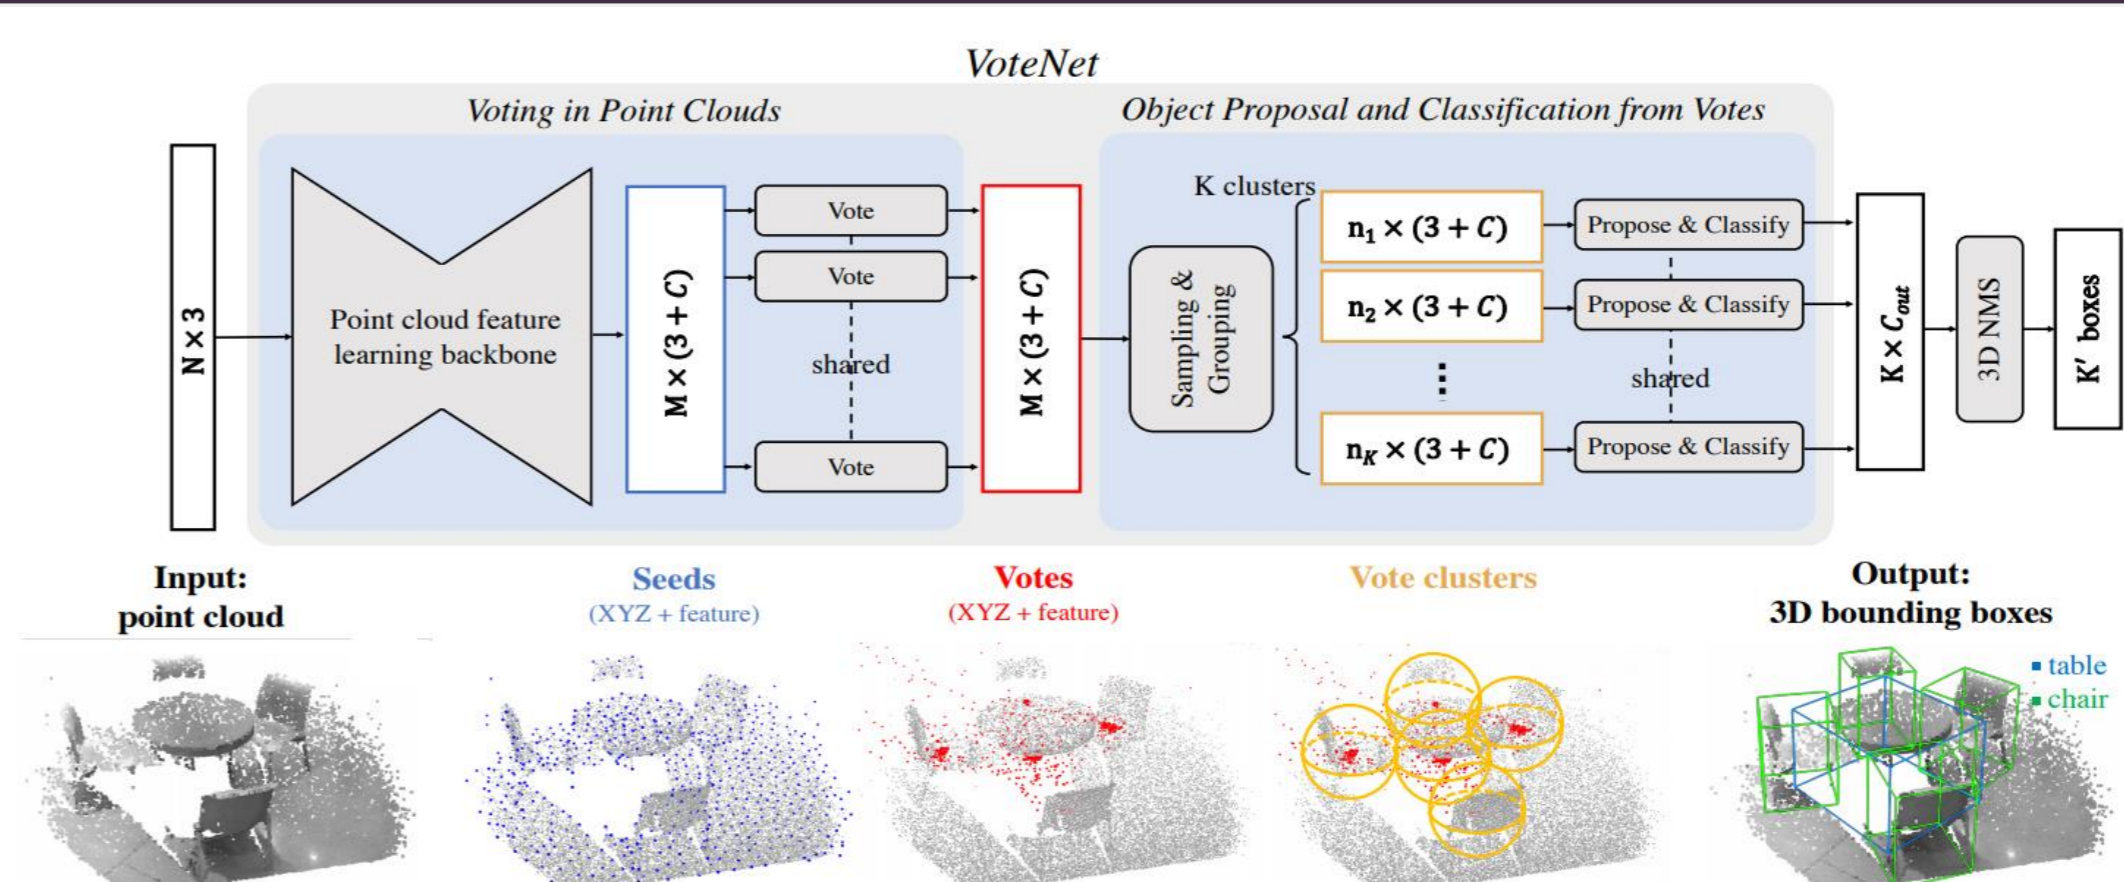 VoteNet
Voting in Point Clouds
Object Proposal and Classification from Votes
N × 3
Point cloud feature
learning backbone
M × (3 + C)
Vote
Vote
shared
Vote
M × (3 + C)
Sampling &
Grouping
K clusters
n₁ × (3 + C)
n₂ × (3 + C)
⋮
n_K × (3 + C)
Propose & Classify
Propose & Classify
shared
Propose & Classify
K × C_out
3D NMS
K' boxes
Input:
point cloud
Seeds
(XYZ + feature)
Votes
(XYZ + feature)
Vote clusters
Output:
3D bounding boxes
table
chair